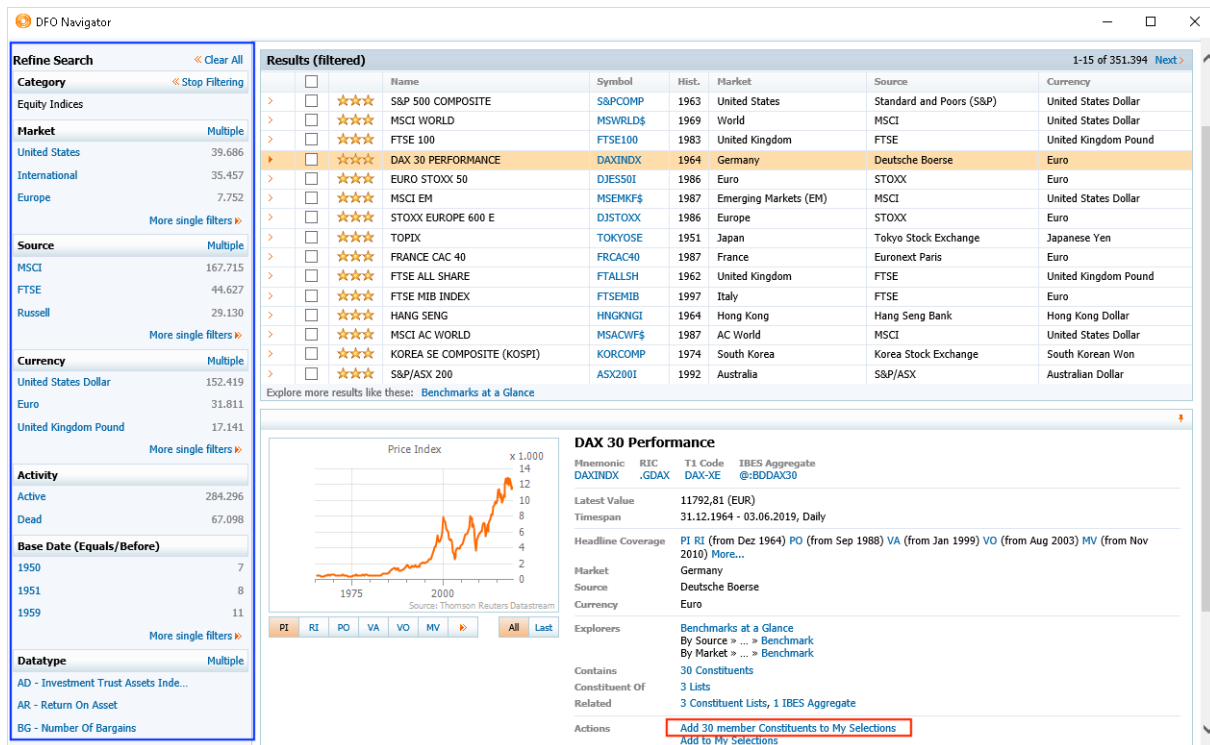 DFO Navigator
Refine Search « Clear All
Category « Stop Filtering
Equity Indices
Market Multiple
United States 39.686
International 35.457
Europe 7.752
More single filters »
Source Multiple
MSCI 167.715
FTSE 44.627
Russell 29.130
More single filters »
Currency Multiple
United States Dollar 152.419
Euro 31.811
United Kingdom Pound 17.141
More single filters »
Activity
Active 284.296
Dead 67.098
Base Date (Equals/Before)
1950 7
1951 8
1959 11
More single filters »
Datatype Multiple
AD - Investment Trust Assets Inde...
AR - Return On Asset
BG - Number Of Bargains
Results (filtered) 1-15 of 351.394 Next >
Name Symbol Hist. Market Source Currency
S&P 500 COMPOSITE S&PCOMP 1963 United States Standard and Poors (S&P) United States Dollar
MSCI WORLD MSWRLD$ 1969 World MSCI United States Dollar
FTSE 100 FTSE100 1983 United Kingdom FTSE United Kingdom Pound
DAX 30 PERFORMANCE DAXINDX 1964 Germany Deutsche Boerse Euro
EURO STOXX 50 DJES50I 1986 Euro STOXX Euro
MSCI EM MSEMKF$ 1987 Emerging Markets (EM) MSCI United States Dollar
STOXX EUROPE 600 E DJSTOXX 1986 Europe STOXX Euro
TOPIX TOKYOSE 1951 Japan Tokyo Stock Exchange Japanese Yen
FRANCE CAC 40 FRCAC40 1987 France Euronext Paris Euro
FTSE ALL SHARE FTALLSH 1962 United Kingdom FTSE United Kingdom Pound
FTSE MIB INDEX FTSEMIB 1997 Italy FTSE Euro
HANG SENG HNGKNGI 1964 Hong Kong Hang Seng Bank Hong Kong Dollar
MSCI AC WORLD MSACWF$ 1987 AC World MSCI United States Dollar
KOREA SE COMPOSITE (KOSPI) KORCOMP 1974 South Korea Korea Stock Exchange South Korean Won
S&P/ASX 200 ASX200I 1992 Australia S&P/ASX Australian Dollar
Explore more results like these: Benchmarks at a Glance
Price Index
x 1.000
14
12
10
8
6
4
2
0
1975 2000
Source: Thomson Reuters Datastream
PI RI PO VA VO MV » All Last
DAX 30 Performance
Mnemonic RIC T1 Code IBES Aggregate
DAXINDX .GDAX DAX-XE @:BDDAX30
Latest Value 11792,81 (EUR)
Timespan 31.12.1964 - 03.06.2019, Daily
Headline Coverage PI RI (from Dez 1964) PO (from Sep 1988) VA (from Jan 1999) VO (from Aug 2003) MV (from Nov
2010) More...
Market Germany
Source Deutsche Boerse
Currency Euro
Explorers Benchmarks at a Glance
By Source » ... » Benchmark
By Market » ... » Benchmark
Contains 30 Constituents
Constituent Of 3 Lists
Related 3 Constituent Lists, 1 IBES Aggregate
Actions Add 30 member Constituents to My Selections
Add to My Selections